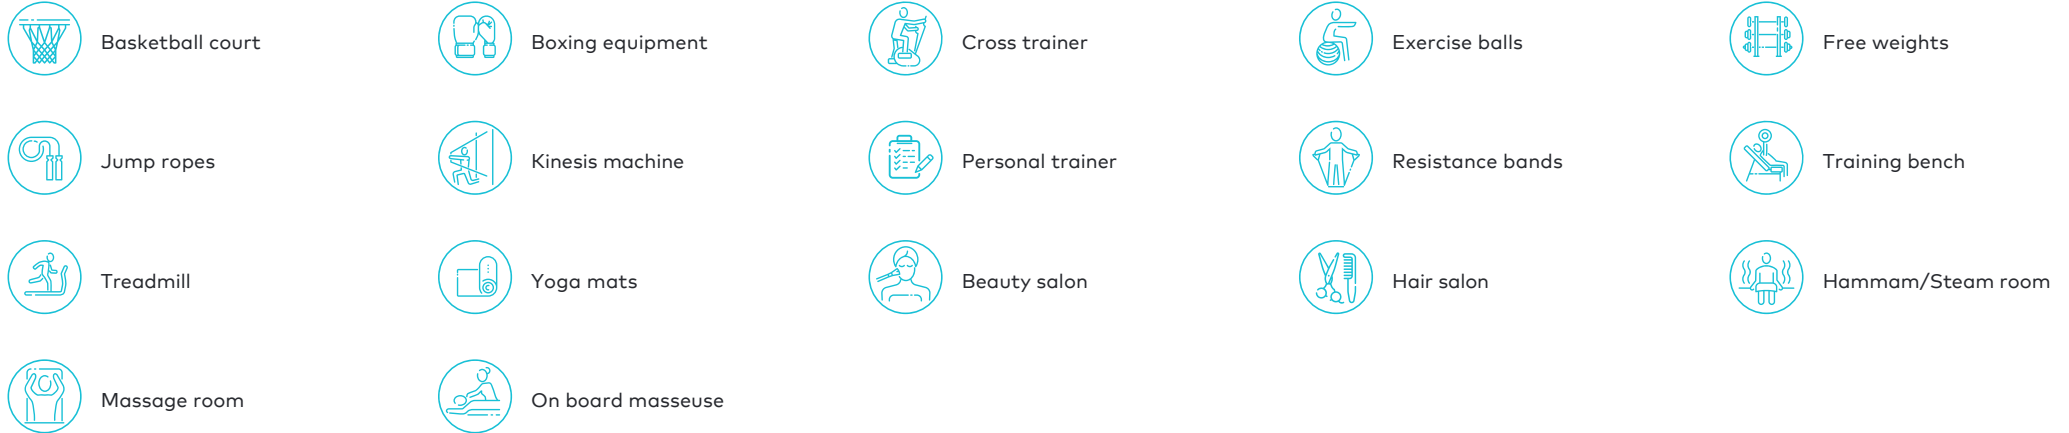 Basketball court
Boxing equipment
Cross trainer
Exercise balls
Free weights
Jump ropes
Kinesis machine
Personal trainer
Resistance bands
Training bench
Treadmill
Yoga mats
Beauty salon
Hair salon
Hammam/Steam room
Massage room
On board masseuse